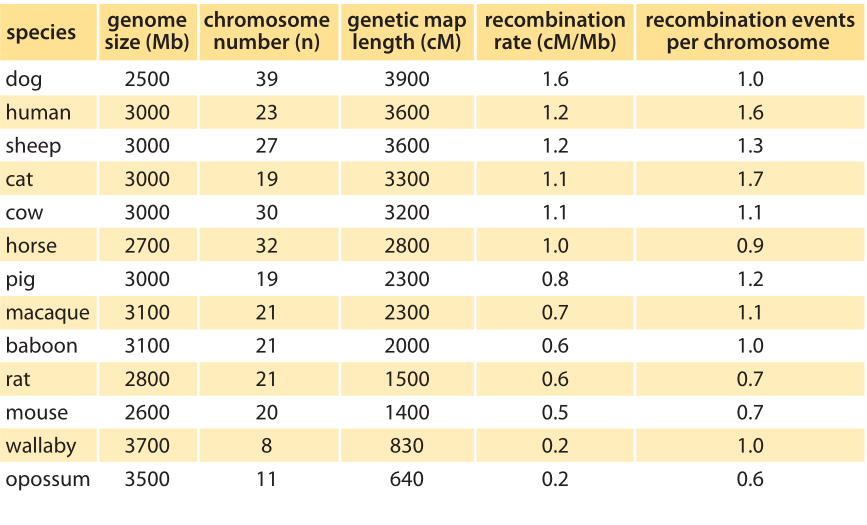 species genome size (Mb) chromosome number (n) genetic map length (cM) recombination rate (cM/Mb) recombination events per chromosome
dog 2500 39 3900 1.6 1.0
human 3000 23 3600 1.2 1.6
sheep 3000 27 3600 1.2 1.3
cat 3000 19 3300 1.1 1.7
cow 3000 30 3200 1.1 1.1
horse 2700 32 2800 1.0 0.9
pig 3000 19 2300 0.8 1.2
macaque 3100 21 2300 0.7 1.1
baboon 3100 21 2000 0.6 1.0
rat 2800 21 1500 0.6 0.7
mouse 2600 20 1400 0.5 0.7
wallaby 3700 8 830 0.2 1.0
opossum 3500 11 640 0.2 0.6